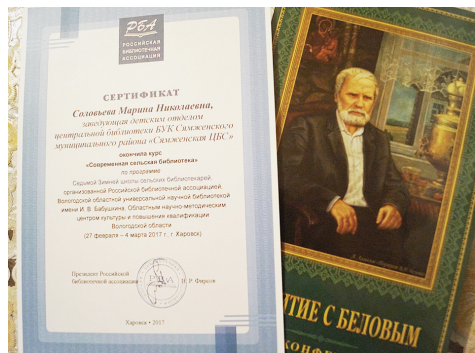 РБА
РОССИЙСКАЯ
БИБЛИОТЕЧНАЯ
АССОЦИАЦИЯ
СЕРТИФИКАТ
Соловьева Марина Николаевна,
заведующая детским отделом
центральной библиотеки БУК Сямженского
муниципального района «Сямженская ЦБС»
окончила курс
«Современная сельская библиотека»
по программе
Седьмой Зимней школы сельских библиотекарей,
организованной Российской библиотечной ассоциацией,
Вологодской областной универсальной научной библиотекой
имени И. В. Бабушкина, Областным научно-методическим
центром культуры и повышения квалификации
Вологодской области
(27 февраля – 4 марта 2017 г., г. Харовск)
Президент Российской
библиотечной ассоциации
В. Р. Фирсов
Харовск • 2017
ИТИЕ С БЕЛОВЫМ
КОНФЕ